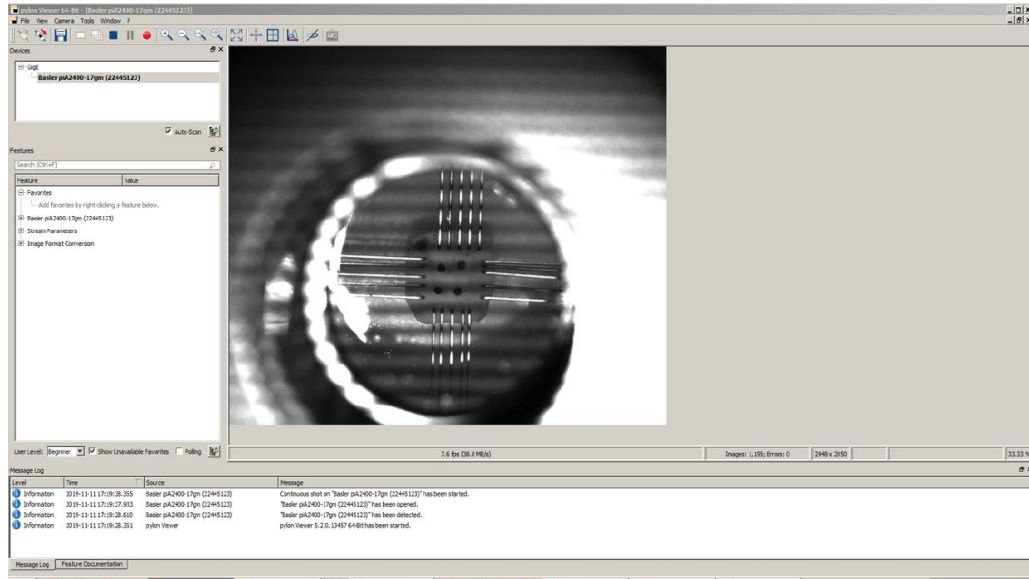 pylon Viewer 64-Bit - [Basler piA2400-17gm (22445123)]
File View Camera Tools Window ?
Devices
GigE
Basler piA2400-17gm (22445123)
Auto-Scan
Features
Search (Ctrl+F)
Feature Value
Favorites
Add favorites by right-clicking a feature below.
Basler piA2400-17gm (22445123)
Stream Parameters
Image Format Conversion
User Level: Beginner Show Unavailable Favorites Polling
7.6 fps (38.0 MB/s) Images: 1,195; Errors: 0 2448 x 2050 33.33 %
Message Log
Level Time Source Message
Information 2019-11-11 17:19:38.355 Basler piA2400-17gm (22445123) Continuous shot on "Basler piA2400-17gm (22445123)" has been started.
Information 2019-11-11 17:19:37.933 Basler piA2400-17gm (22445123) "Basler piA2400-17gm (22445123)" has been opened.
Information 2019-11-11 17:19:28.610 Basler piA2400-17gm (22445123) "Basler piA2400-17gm (22445123)" has been detected.
Information 2019-11-11 17:19:28.351 pylon Viewer pylon Viewer 5.2.0.13457 64-Bit has been started.
Message Log Feature Documentation